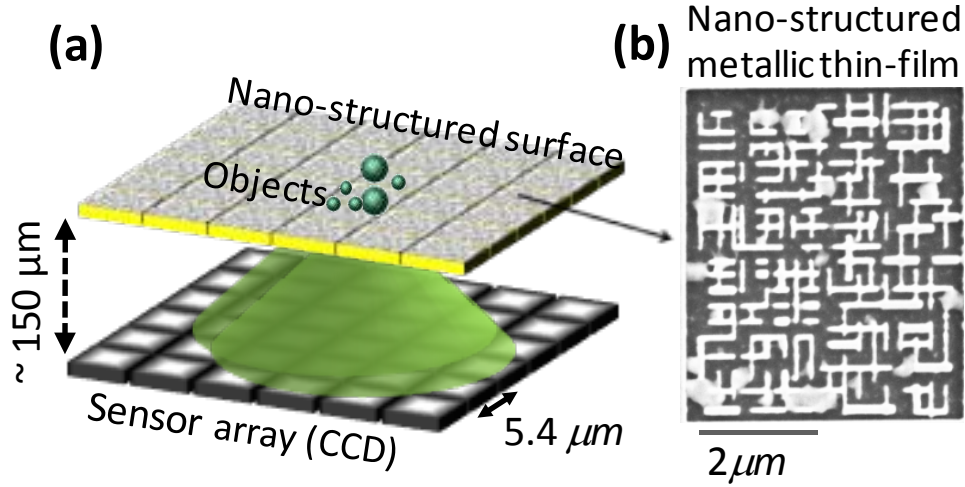 (a)
Nano-structured surface
Objects
~ 150 μm
Sensor array (CCD)
5.4 μm
(b)
Nano-structured
metallic thin-film
2μm